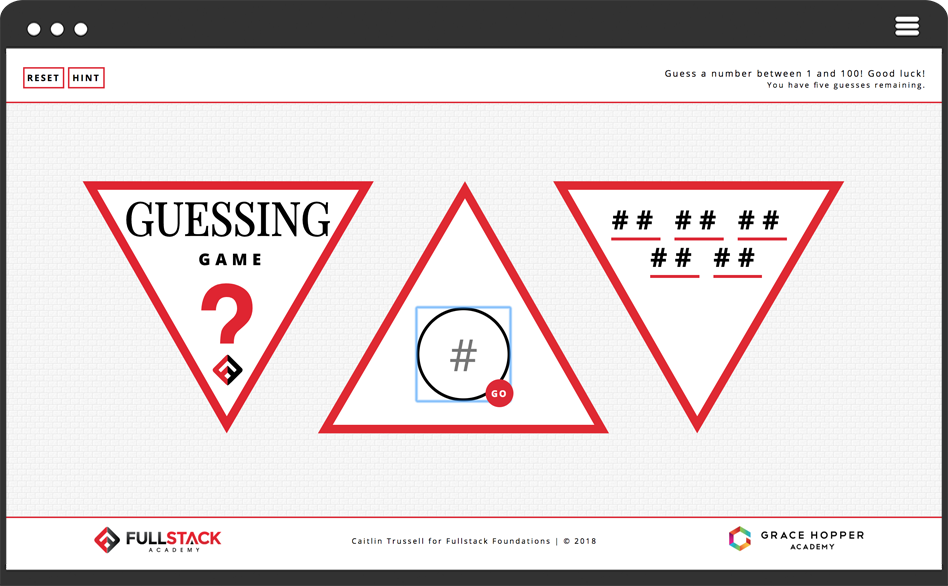 RESET HINT
Guess a number between 1 and 100! Good luck!
You have five guesses remaining.
GUESSING
GAME
?
#
GO
## ## ##
## ##
FULLSTACK
ACADEMY
Caitlin Trussell for Fullstack Foundations | © 2018
GRACE HOPPER
ACADEMY